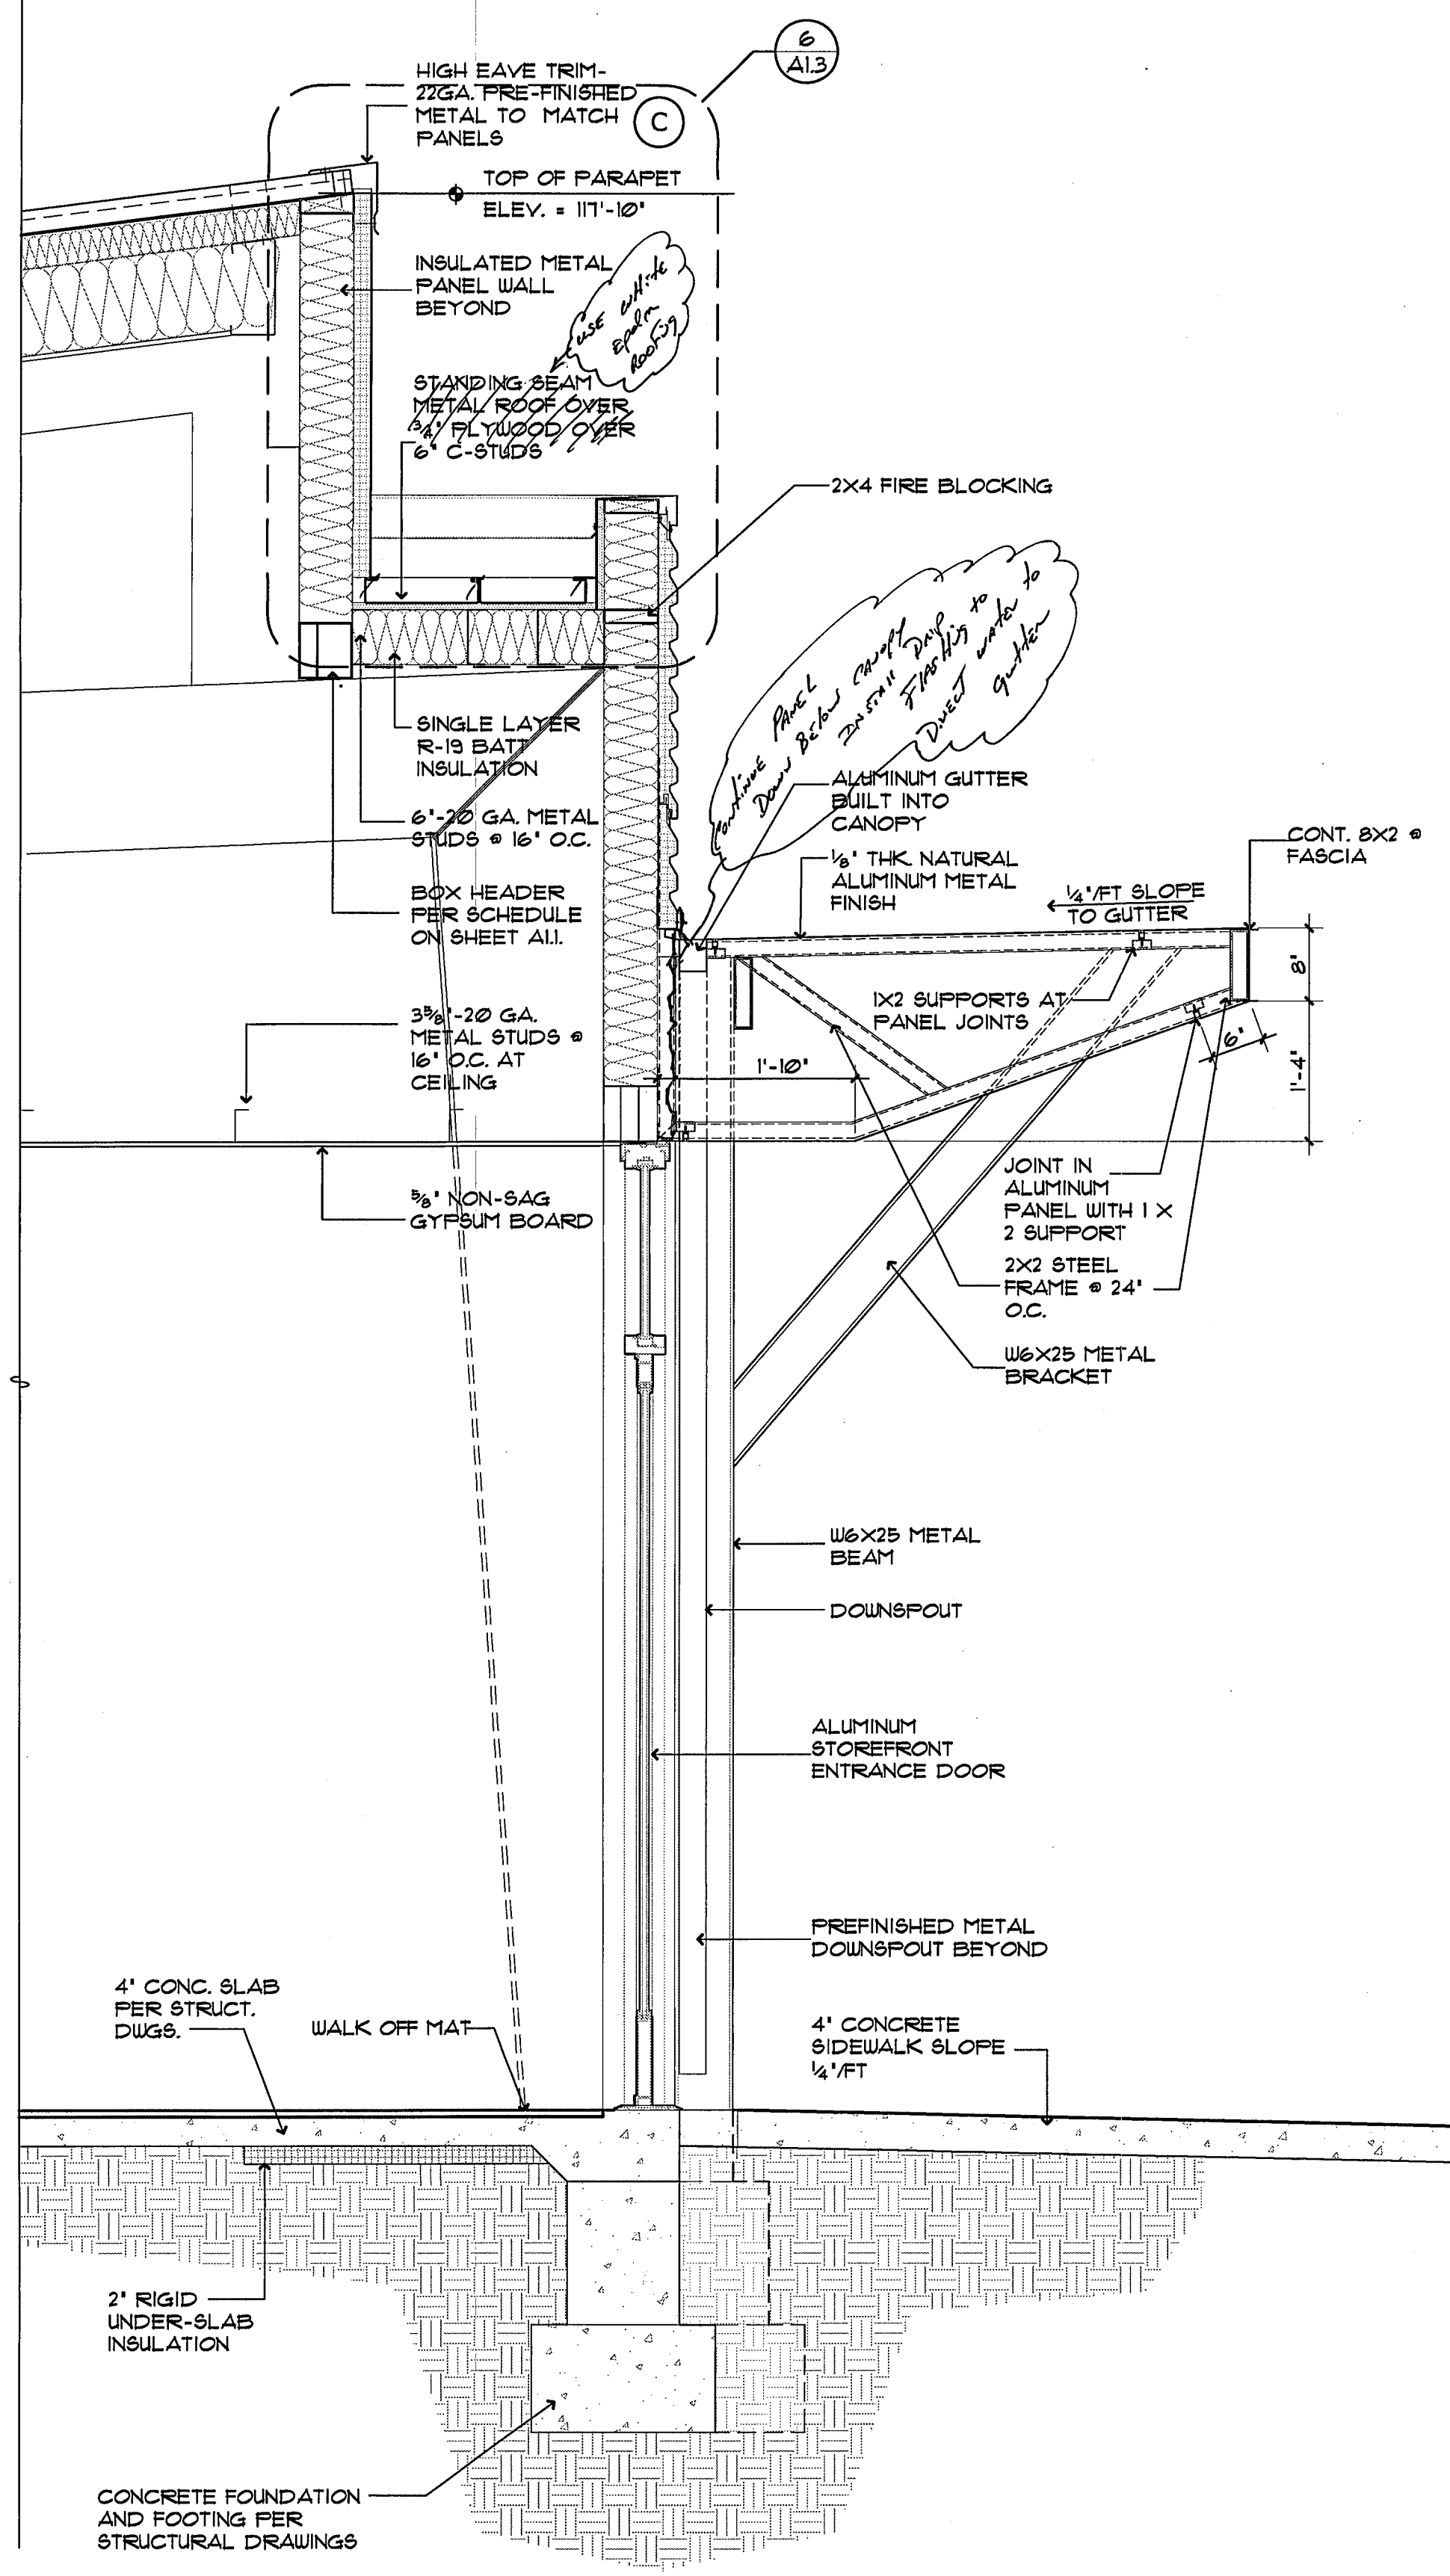 6
A1.3
HIGH EAVE TRIM-
22GA. PRE-FINISHED
METAL TO MATCH
PANELS
C
TOP OF PARAPET
ELEV. = 117'-10"
INSULATED METAL
PANEL WALL
BEYOND
USE WHITE
EPDM
ROOFING
STANDING SEAM
METAL ROOF OVER
3/4" PLYWOOD OVER
6" C-STUDS
2X4 FIRE BLOCKING
CONTINUE PANEL
DOWN BELOW CANOPY
INSTALL DRIP
FLASHING TO
DIRECT WATER TO
GUTTER
SINGLE LAYER
R-19 BATT
INSULATION
6"-20 GA. METAL
STUDS @ 16" O.C.
BOX HEADER
PER SCHEDULE
ON SHEET A1.1.
ALUMINUM GUTTER
BUILT INTO
CANOPY
1/8" THK. NATURAL
ALUMINUM METAL
FINISH
1/4"/FT SLOPE
TO GUTTER
CONT. 8X2 @
FASCIA
8"
1'-4"
6"
1X2 SUPPORTS AT
PANEL JOINTS
1'-10"
3 5/8"-20 GA.
METAL STUDS @
16" O.C. AT
CEILING
5/8" NON-SAG
GYPSUM BOARD
JOINT IN
ALUMINUM
PANEL WITH 1 X
2 SUPPORT
2X2 STEEL
FRAME @ 24"
O.C.
W6X25 METAL
BRACKET
W6X25 METAL
BEAM
DOWNSPOUT
ALUMINUM
STOREFRONT
ENTRANCE DOOR
PREFINISHED METAL
DOWNSPOUT BEYOND
4" CONC. SLAB
PER STRUCT.
DWGS.
WALK OFF MAT
4" CONCRETE
SIDEWALK SLOPE
1/4"/FT
2" RIGID
UNDER-SLAB
INSULATION
CONCRETE FOUNDATION
AND FOOTING PER
STRUCTURAL DRAWINGS